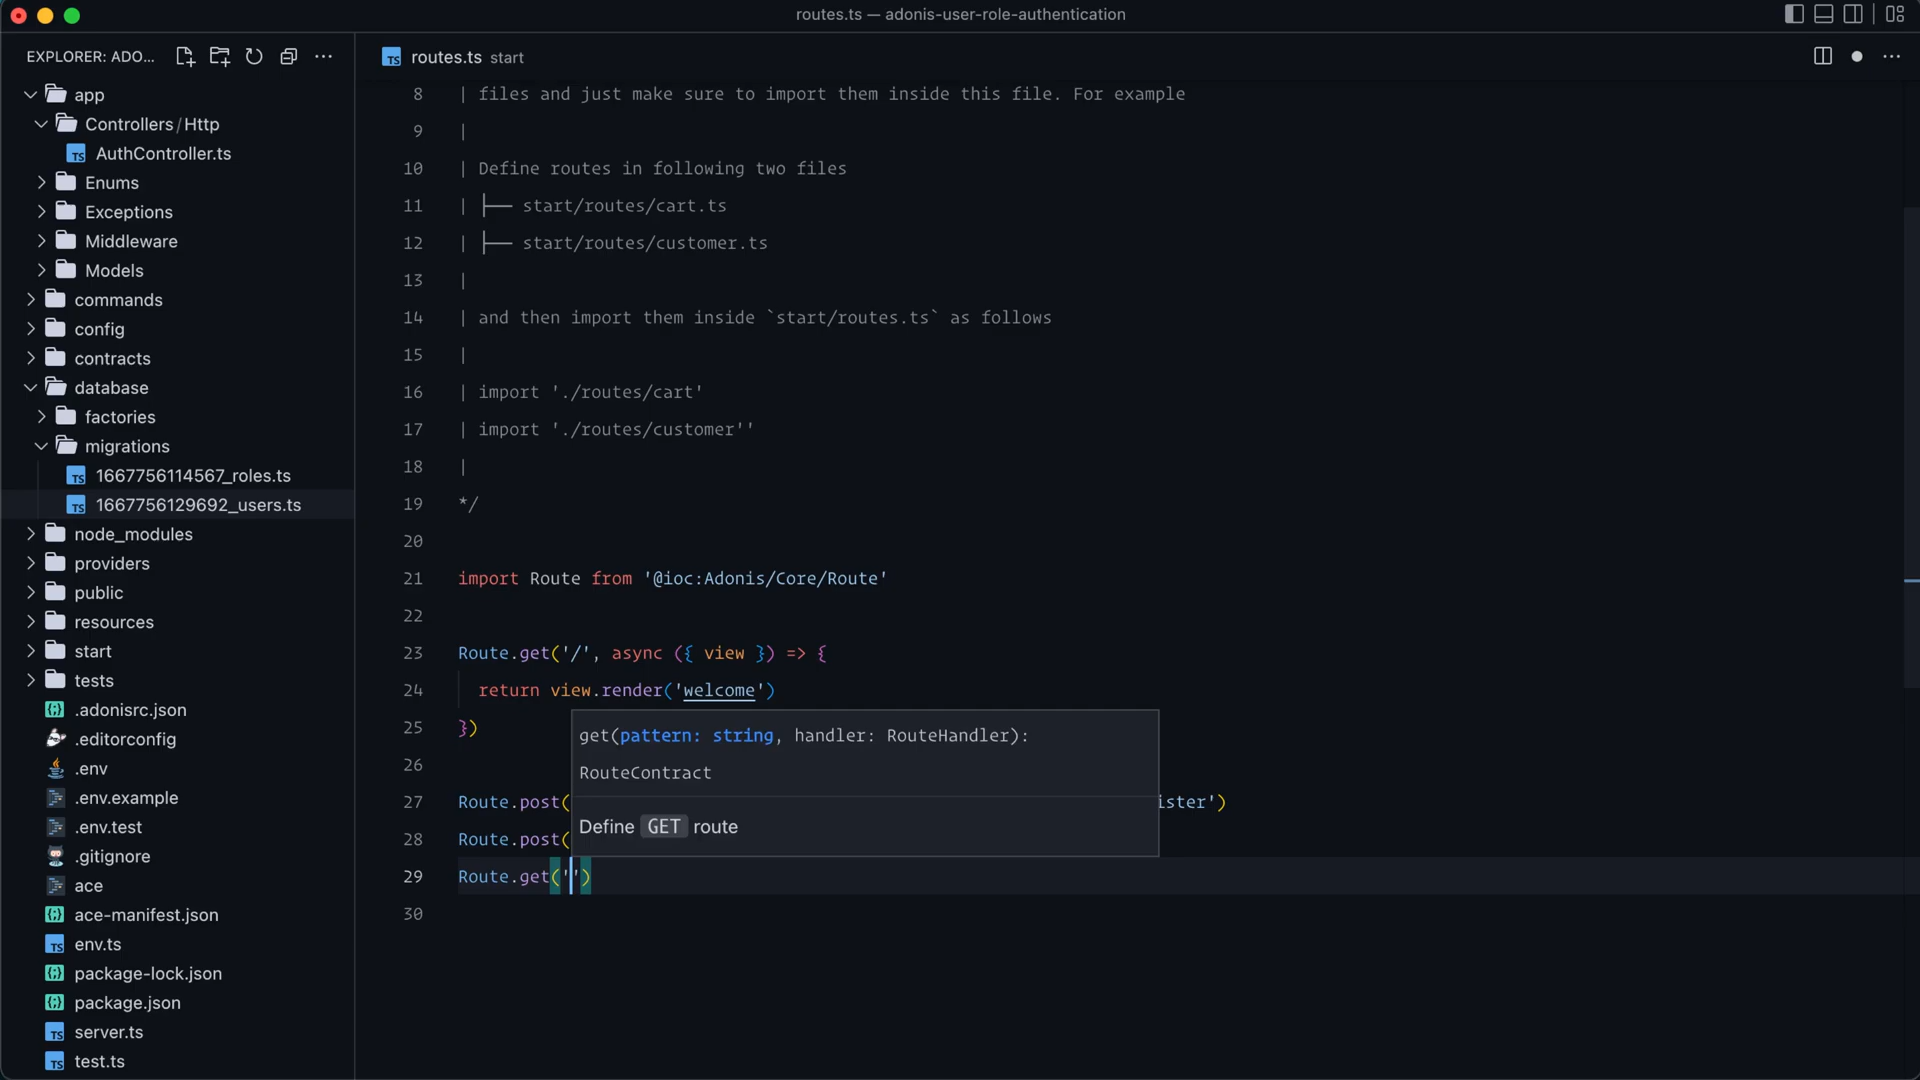 routes.ts — adonis-user-role-authentication
EXPLORER: ADO...
app
Controllers/Http
AuthController.ts
Enums
Exceptions
Middleware
Models
commands
config
contracts
database
factories
migrations
1667756114567_roles.ts
1667756129692_users.ts
node_modules
providers
public
resources
start
tests
.adonisrc.json
.editorconfig
.env
.env.example
.env.test
.gitignore
ace
ace-manifest.json
env.ts
package-lock.json
package.json
server.ts
test.ts
routes.ts start
8 | files and just make sure to import them inside this file. For example
9 |
10 | Define routes in following two files
11 | ├── start/routes/cart.ts
12 | ├── start/routes/customer.ts
13 |
14 | and then import them inside `start/routes.ts` as follows
15 |
16 | import './routes/cart'
17 | import './routes/customer''
18 |
19 */
20
21 import Route from '@ioc:Adonis/Core/Route'
22
23 Route.get('/', async ({ view }) => {
24 return view.render('welcome')
25 })
26
27 Route.post( ister')
28 Route.post(
29 Route.get('')
30
get(pattern: string, handler: RouteHandler):
RouteContract
Define GET route